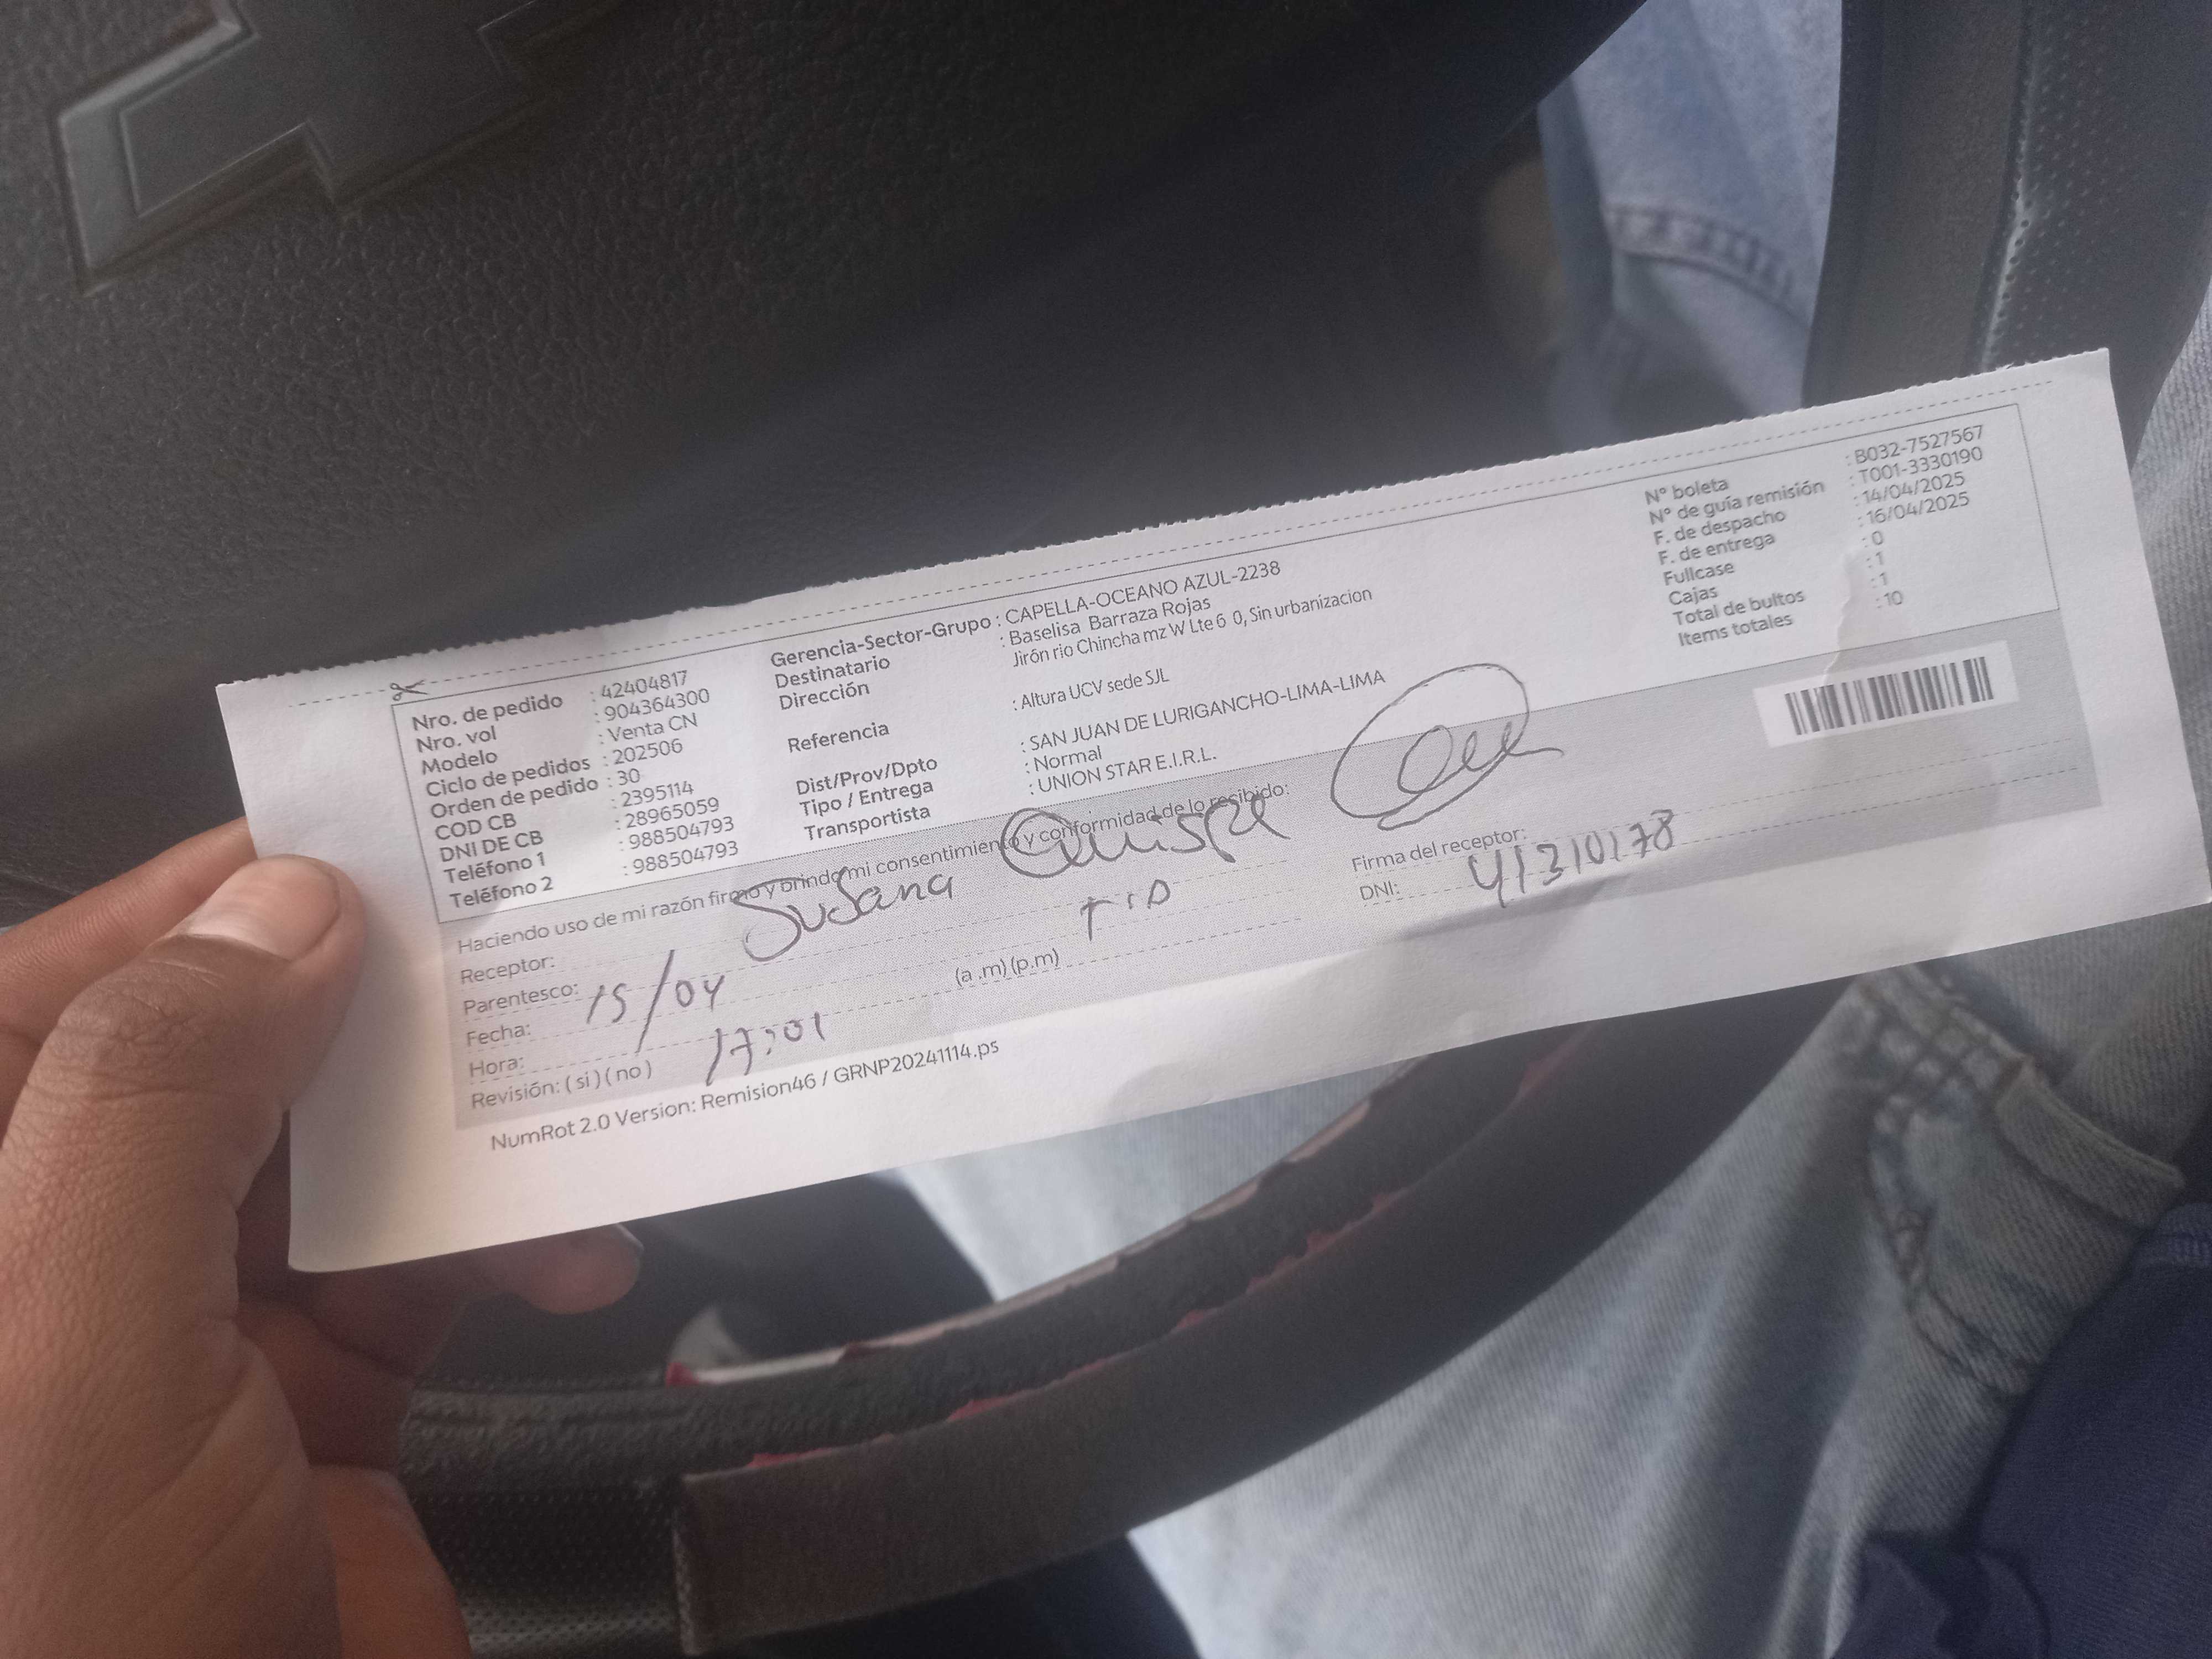 Nro. de pedido : 42404817
Nro. vol : 904364300
Modelo : Venta CN
Ciclo de pedidos : 202506
Orden de pedido : 30
COD CB : 2395114
DNI DE CB : 28965059
Teléfono 1 : 988504793
Teléfono 2 : 988504793
Gerencia-Sector-Grupo : CAPELLA-OCEANO AZUL-2238
Destinatario : Baselisa Barraza Rojas
Dirección Jirón rio Chincha mz W Lte 6 0, Sin urbanizacion
Referencia : Altura UCV sede SJL
Dist/Prov/Dpto : SAN JUAN DE LURIGANCHO-LIMA-LIMA
Tipo / Entrega : Normal
Transportista : UNION STAR E.I.R.L.
N° boleta : B032-7527567
N° de guía remisión : T001-3330190
F. de despacho : 14/04/2025
F. de entrega : 16/04/2025
Fullcase : 0
Cajas : 1
Total de bultos : 1
Items totales : 10
Haciendo uso de mi razón firmo y brindo mi consentimiento y conformidad de lo recibido:
Receptor: Susana Quispe
Parentesco:
Fecha: 15/04
Hora: 17:01 (a .m) (p.m)
Revisión: ( si ) ( no )
Firma del receptor:
DNI: 41310178
NumRot 2.0 Version: Remision46 / GRNP20241114.ps